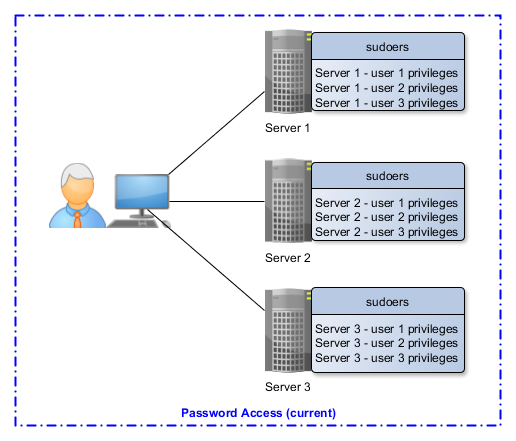 sudoers
Server 1 - user 1 privileges
Server 1 - user 2 privileges
Server 1 - user 3 privileges
Server 1
sudoers
Server 2 - user 1 privileges
Server 2 - user 2 privileges
Server 2 - user 3 privileges
Server 2
sudoers
Server 3 - user 1 privileges
Server 3 - user 2 privileges
Server 3 - user 3 privileges
Server 3
Password Access (current)